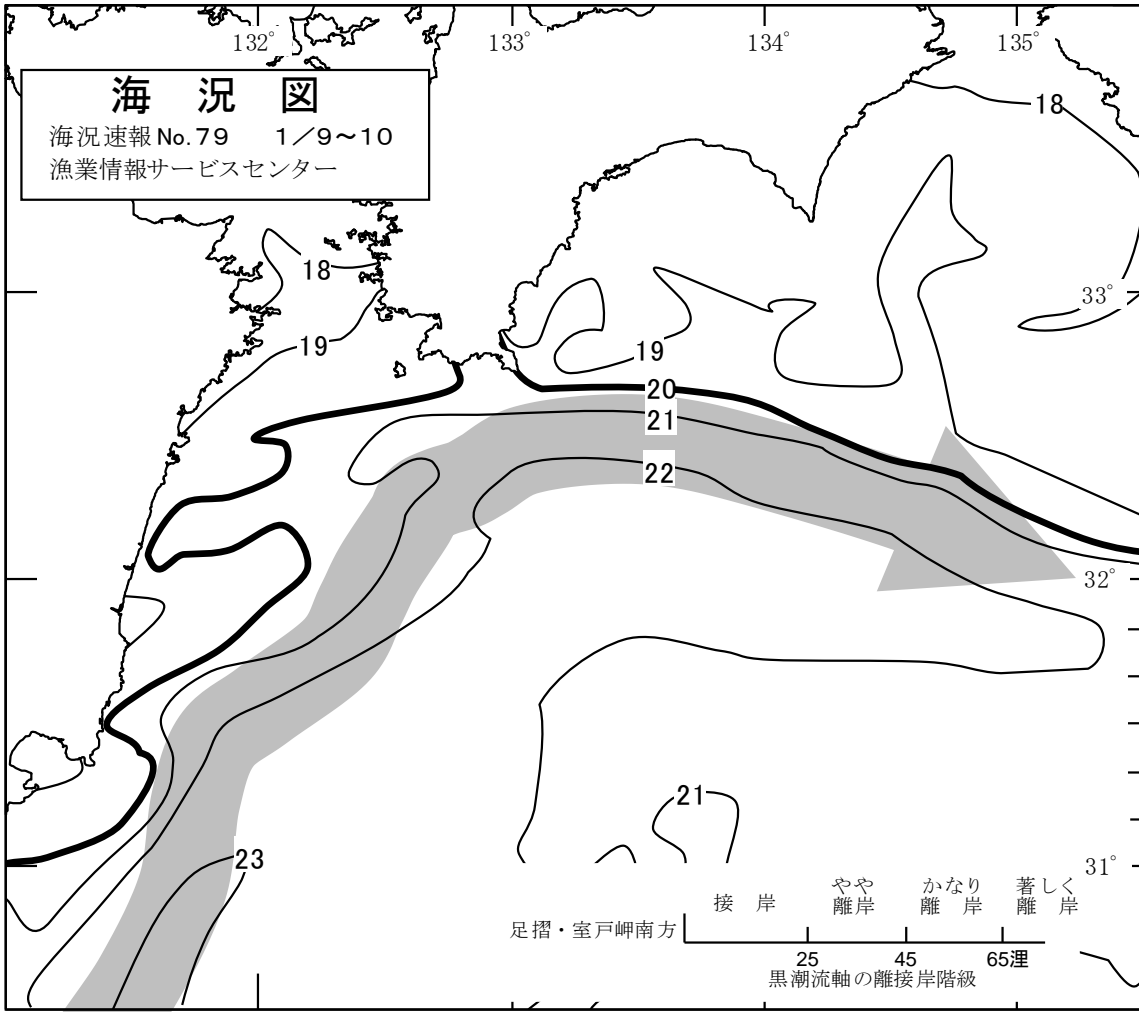 132° 133° 134° 135°
海況図
海況速報No.79 1/9~10
漁業情報サービスセンター
18
18
33°
19
19
20
21
22
32°
21
23
31°
接岸 やや離岸 かなり離岸 著しく離岸
足摺・室戸岬南方
25 45 65浬
黒潮流軸の離接岸階級